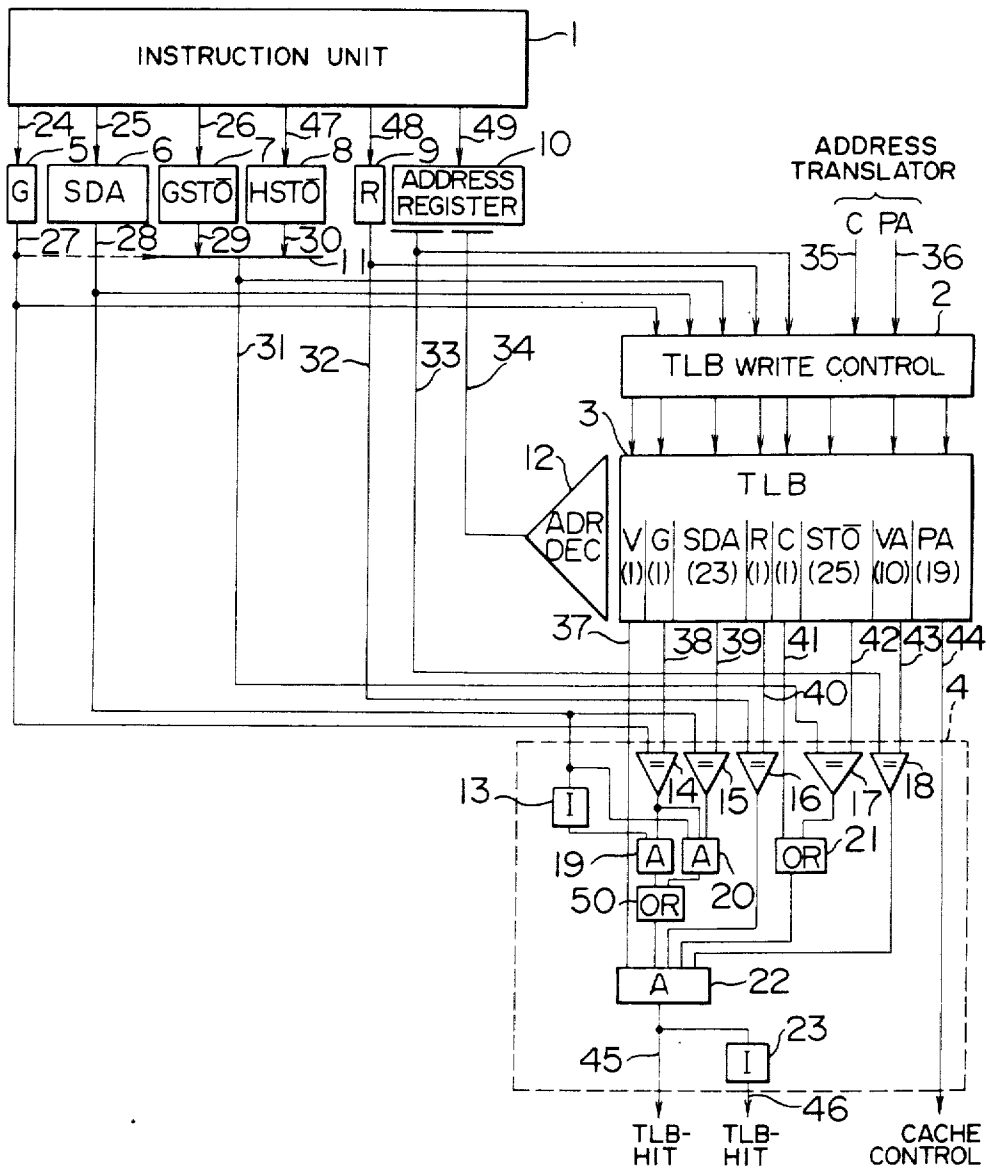 INSTRUCTION UNIT
1
24 25 26 47 48 49
5 6 7 8 9 10
G SDA GSTŌ HSTŌ R ADDRESS
REGISTER
ADDRESS
TRANSLATOR
C PA
27 28 29 30 11 35 36
2
31 32 33 34
TLB WRITE CONTROL
3
12
TLB
ADR
DEC
V G SDA R C STŌ VA PA
(1) (1) (23) (1) (1) (25) (10) (19)
37
38 39 41 42 43 44
40
4
13 I 14 15 16 17 18
19 A A 20 OR 21
50 OR
A 22
45 I 23
46
TLB-
HIT
TLB-
HIT
CACHE
CONTROL